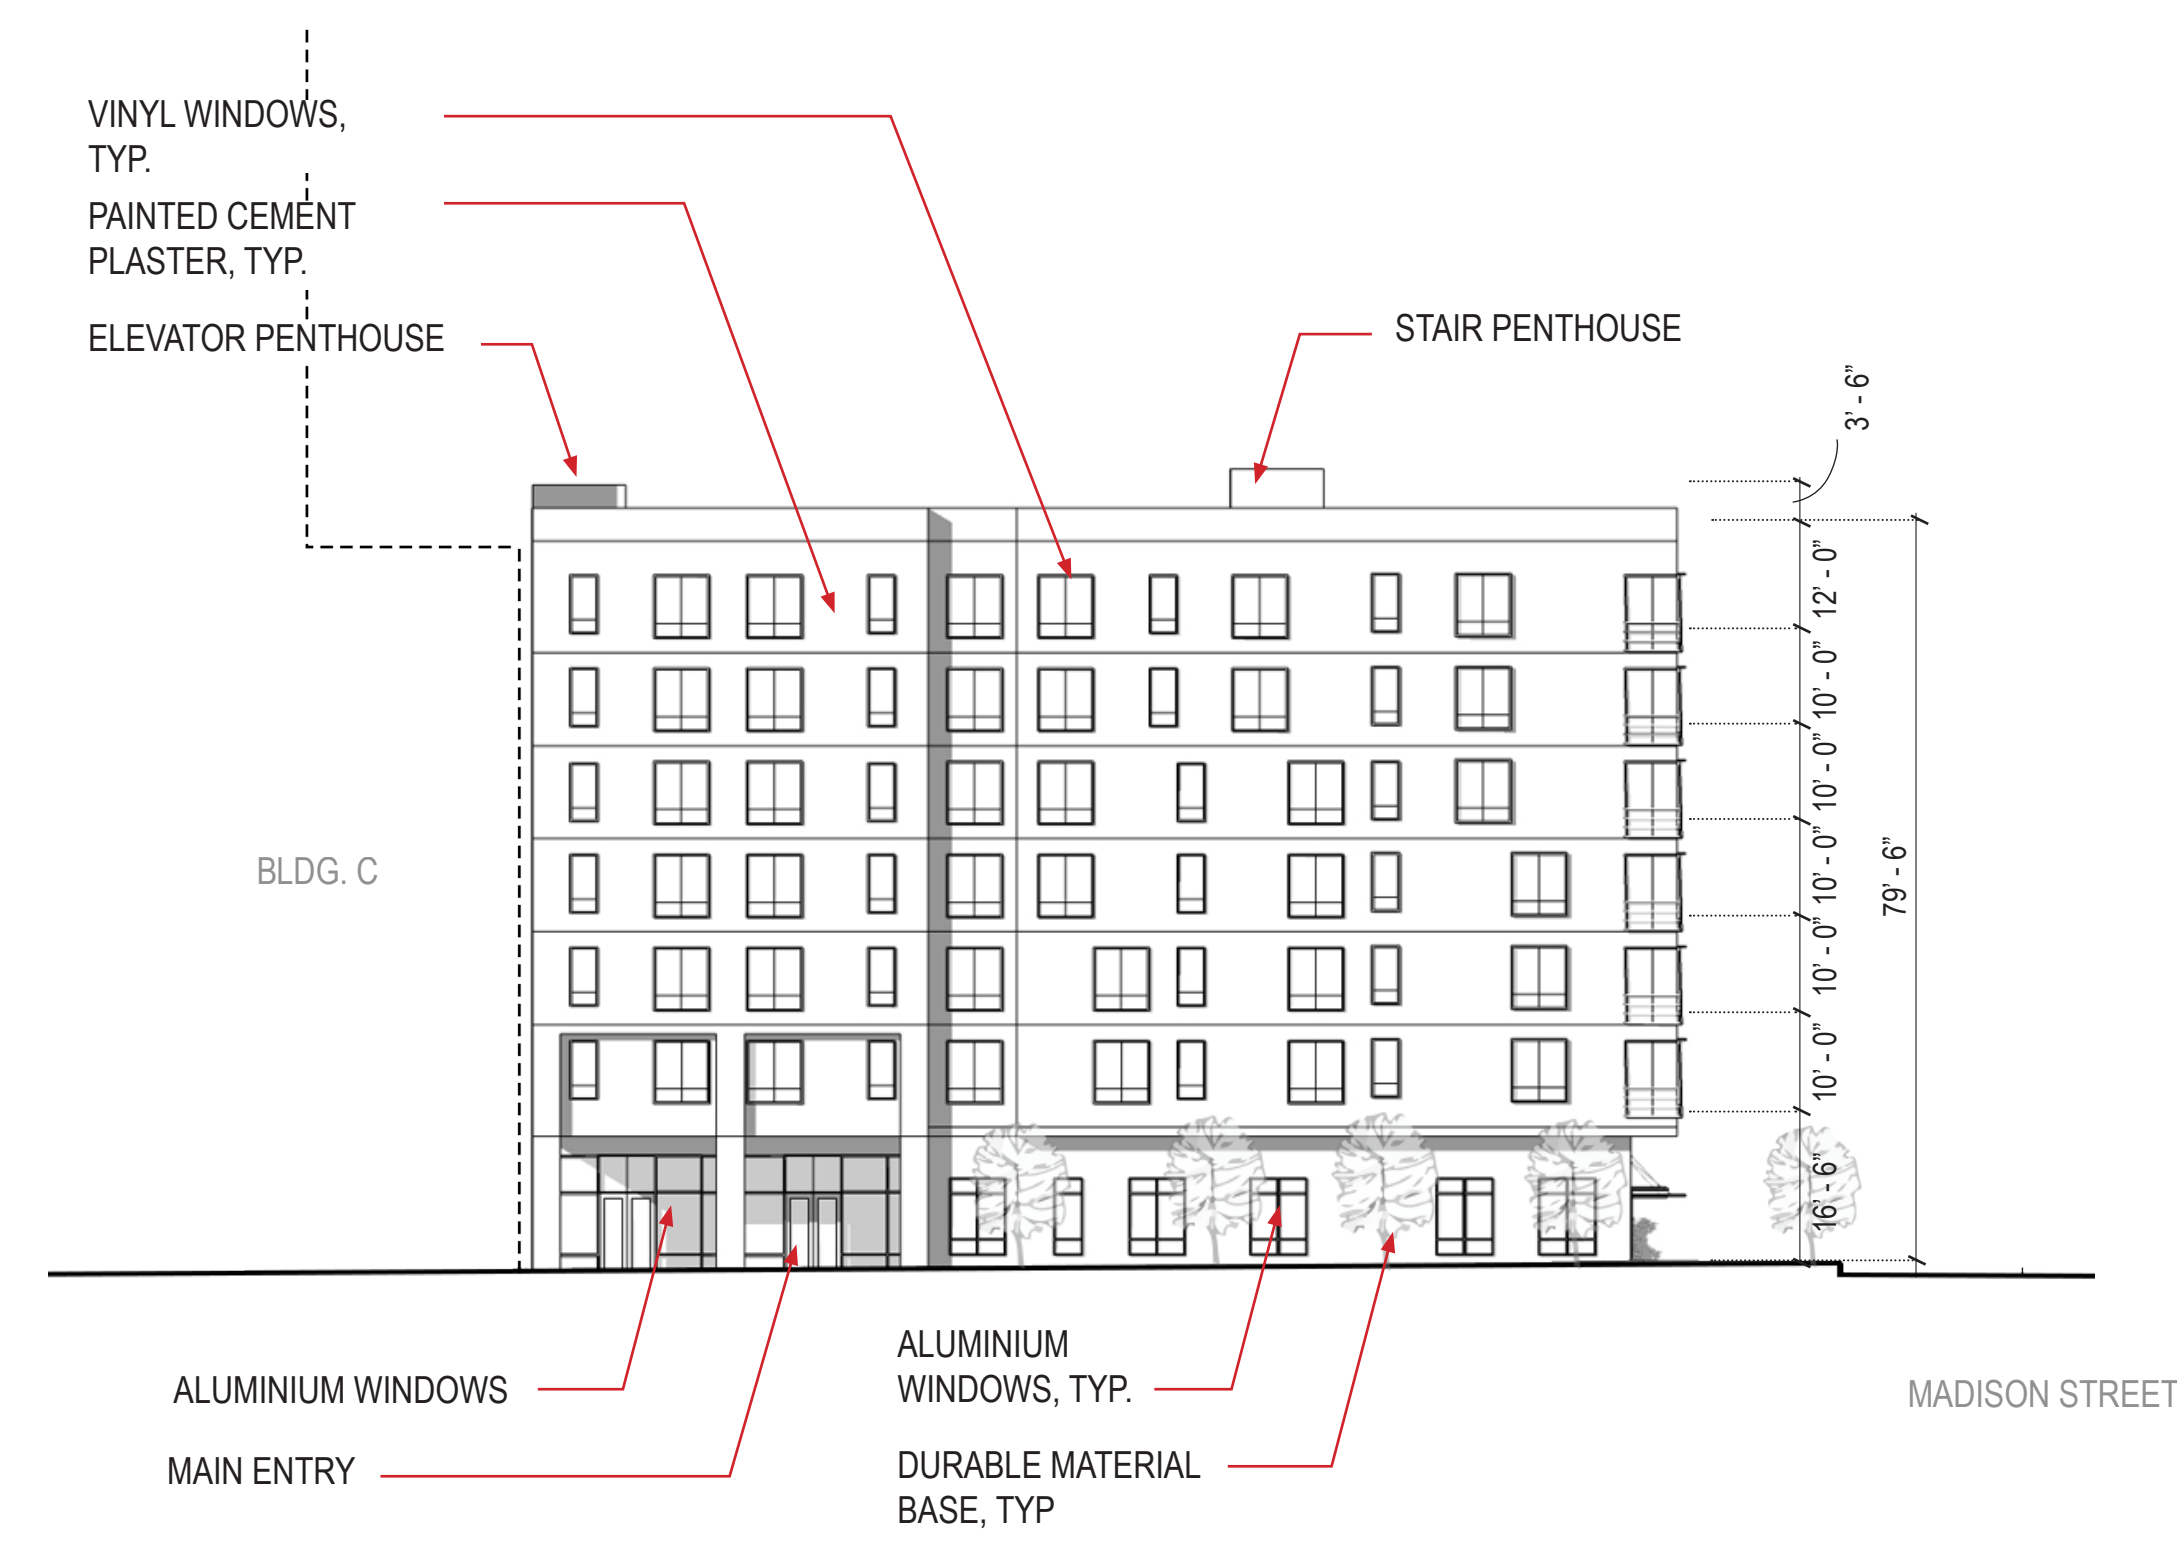 VINYL WINDOWS,
TYP.
PAINTED CEMENT
PLASTER, TYP.
ELEVATOR PENTHOUSE
STAIR PENTHOUSE
3’ - 6”
12’ - 0”
10’ - 0”
10’ - 0”
10’ - 0”
10’ - 0”
10’ - 0”
16’ - 6”
79’ - 6”
BLDG. C
ALUMINIUM WINDOWS
MAIN ENTRY
ALUMINIUM
WINDOWS, TYP.
DURABLE MATERIAL
BASE, TYP
MADISON STREET